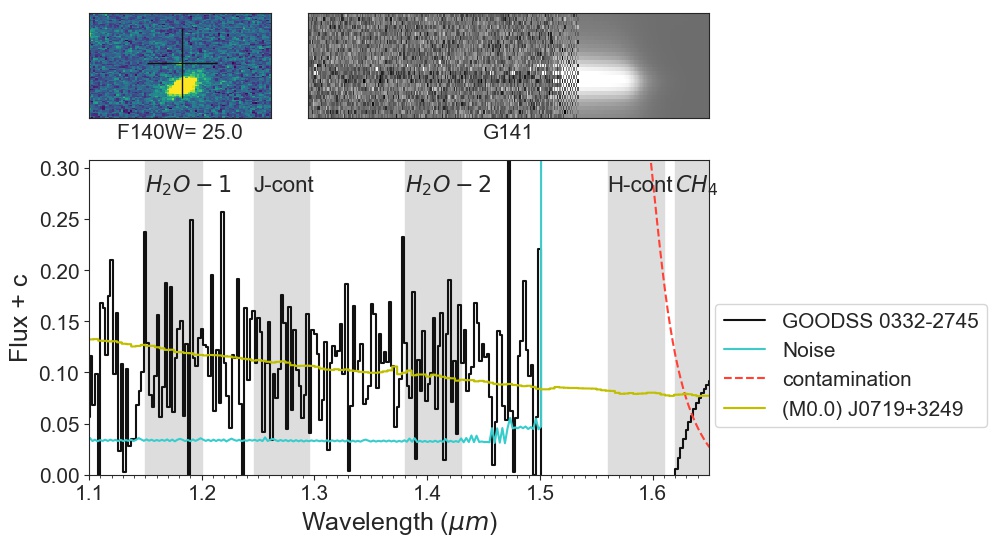 F140W= 25.0
G141
H₂O − 1
J-cont
H₂O − 2
H-cont
CH₄
0.30
0.25
0.20
0.15
0.10
0.05
0.00
Flux + c
1.1
1.2
1.3
1.4
1.5
1.6
Wavelength (μm)
GOODSS 0332-2745
Noise
contamination
(M0.0) J0719+3249